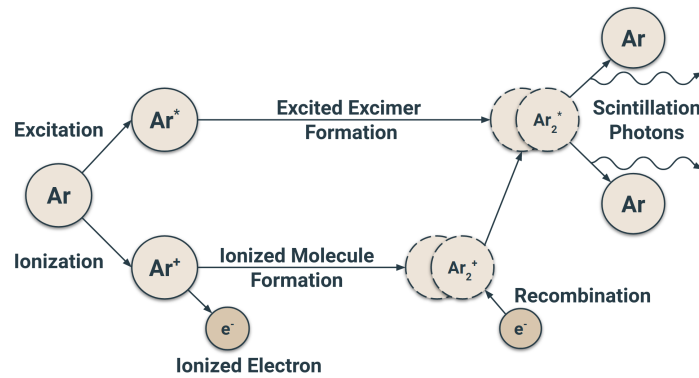 Ar
Excited Excimer
Formation
Scintillation
Photons
Excitation
Ar*
Ar₂*
Ar
Ar
Ionization
Ar⁺
Ionized Molecule
Formation
Ar₂⁺
Recombination
e⁻
e⁻
Ionized Electron